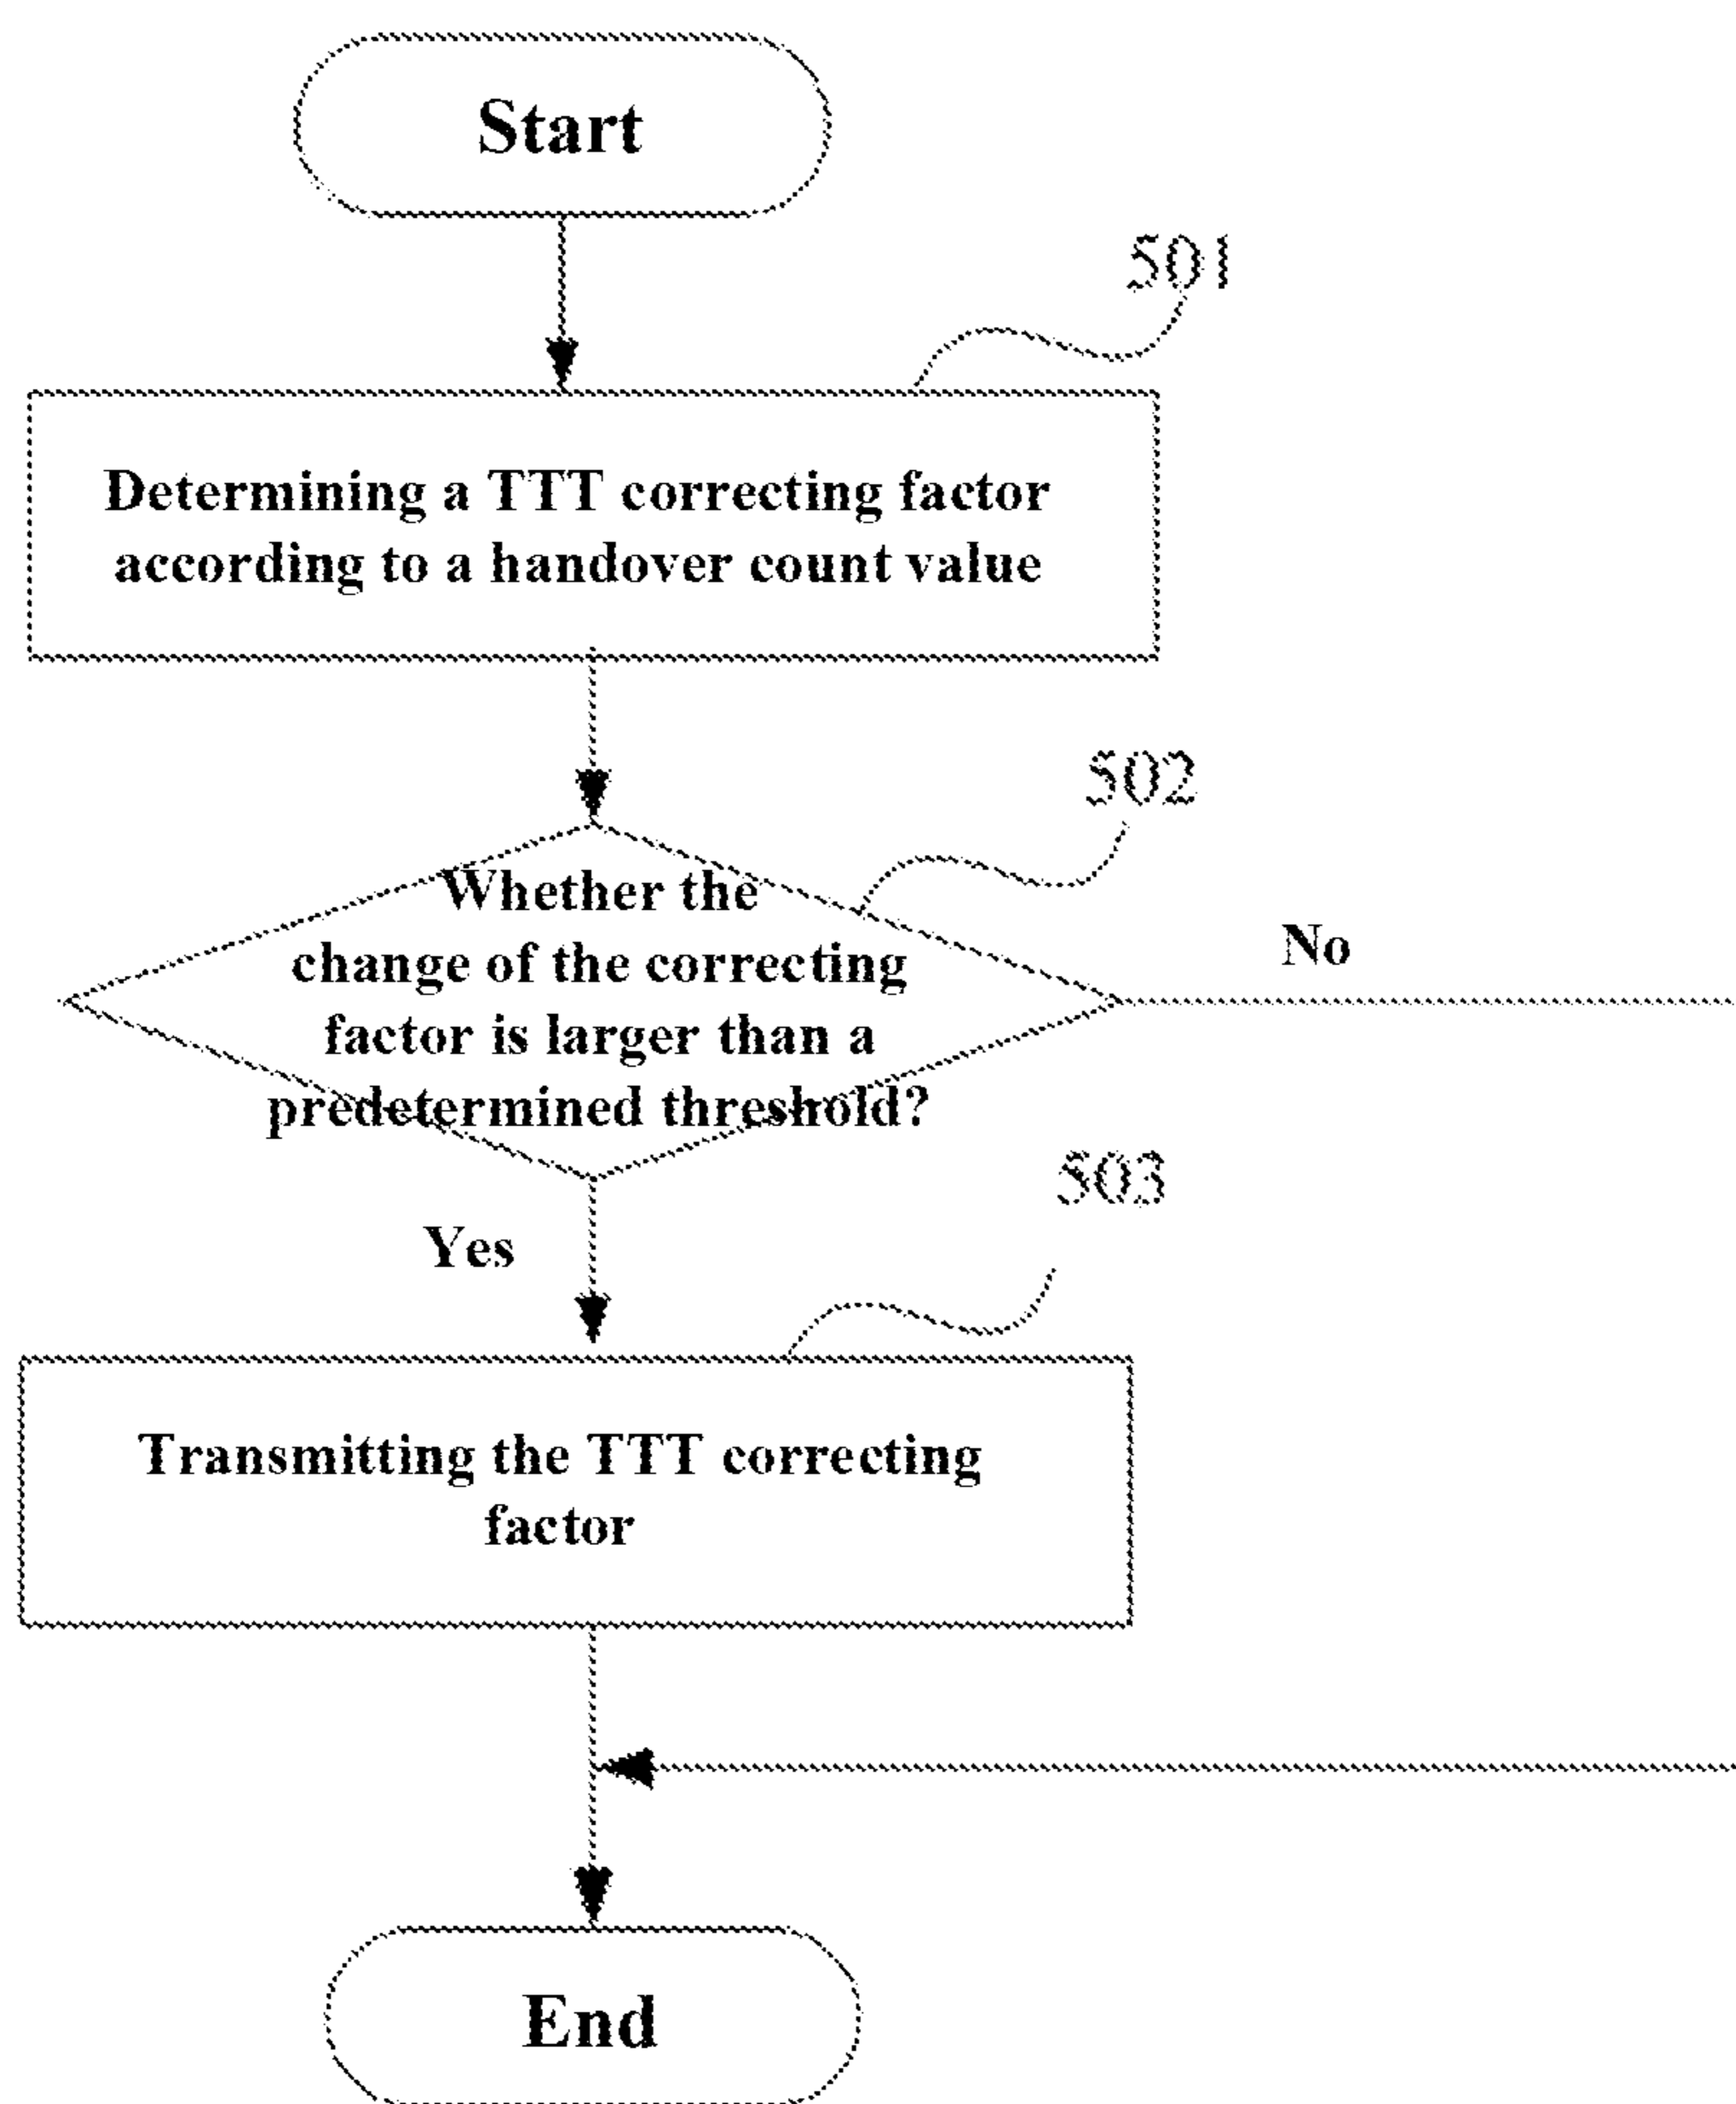 Start
501
Determining a TTT correcting factor
according to a handover count value
502
Whether the
change of the correcting
factor is larger than a
predetermined threshold?
No
503
Yes
Transmitting the TTT correcting
factor
End